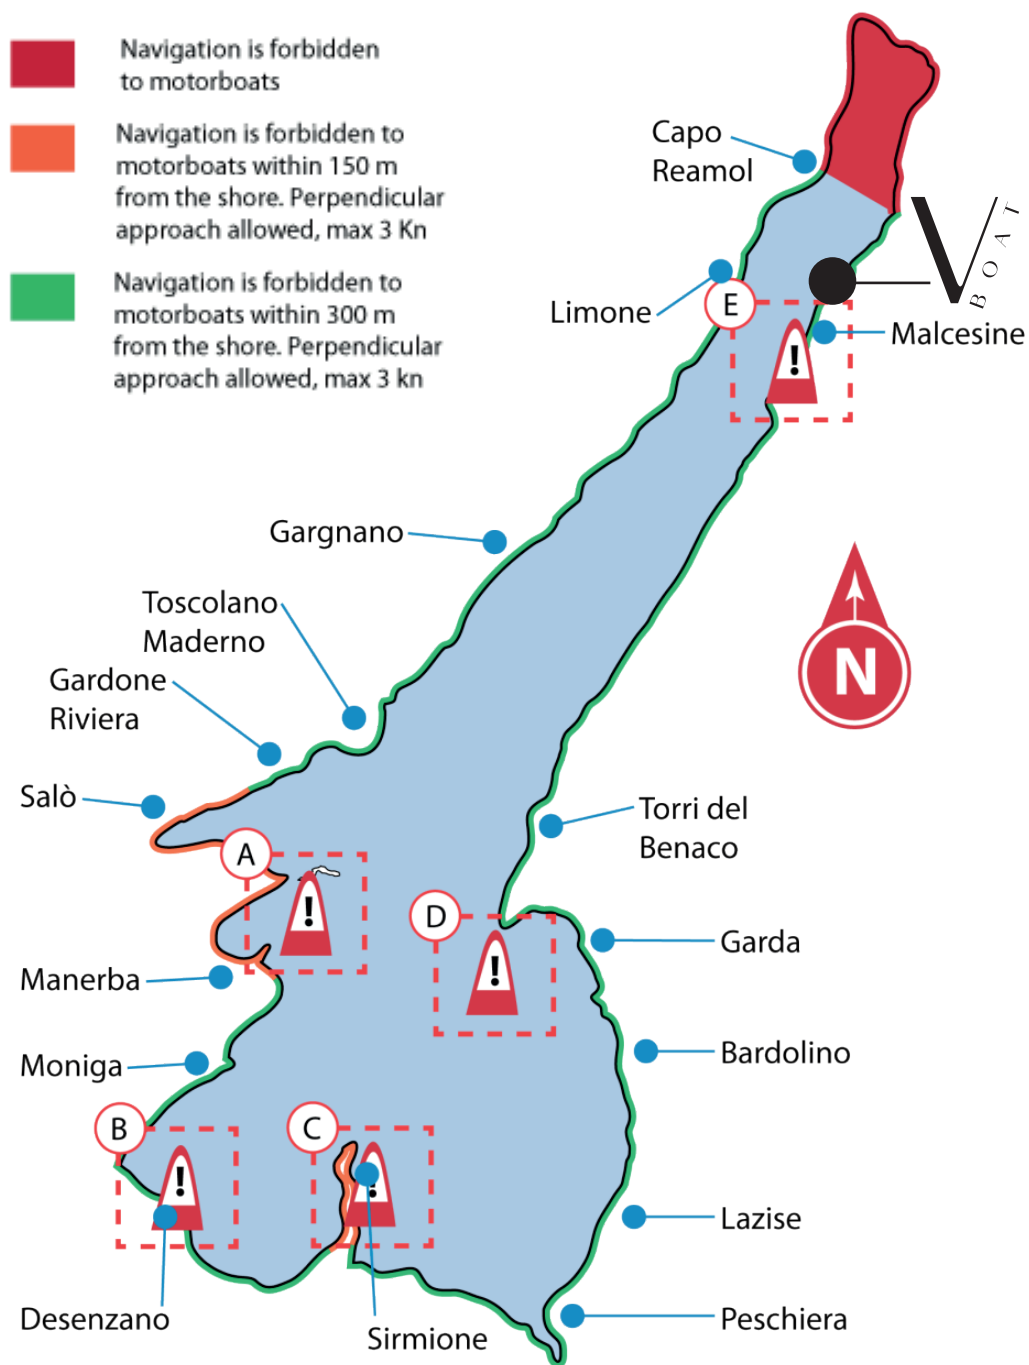 Navigation is forbidden
to motorboats
Navigation is forbidden to
motorboats within 150 m
from the shore. Perpendicular
approach allowed, max 3 Kn
Navigation is forbidden to
motorboats within 300 m
from the shore. Perpendicular
approach allowed, max 3 kn
Capo
Reamol
V BOAT
Limone
E
!
Malcesine
Gargnano
Toscolano
Maderno
Gardone
Riviera
N
Salò
Torri del
Benaco
A
!
D
!
Garda
Manerba
Bardolino
Moniga
B
!
C
!
Lazise
Desenzano
Sirmione
Peschiera